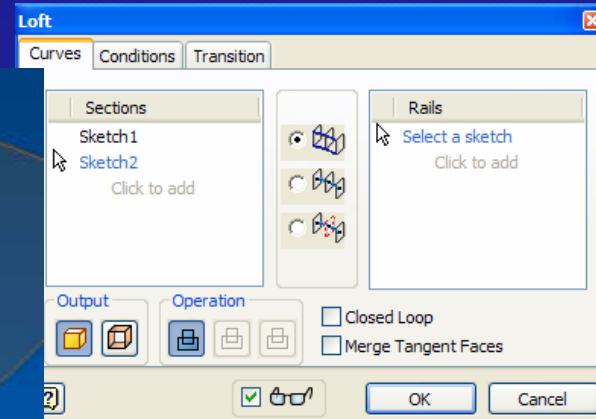 Loft
Curves Conditions Transition
Sections
Sketch1
Sketch2
Click to add
Rails
Select a sketch
Click to add
Output
Operation
Closed Loop
Merge Tangent Faces
?
OK
Cancel